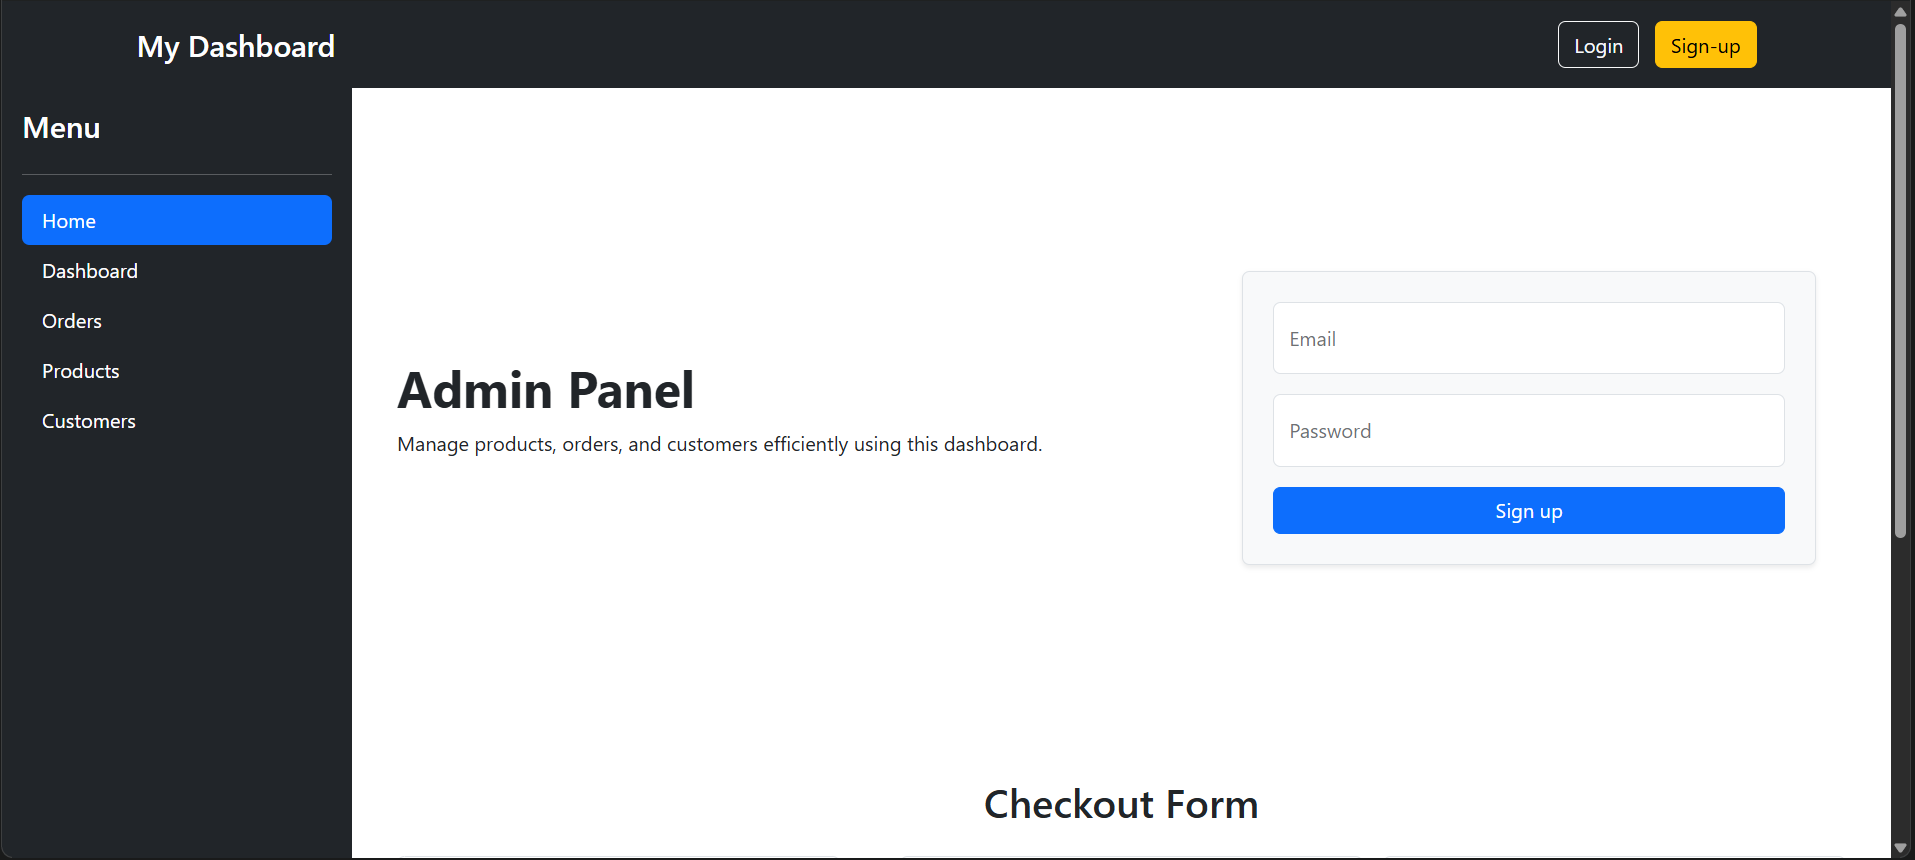 My Dashboard
Login
Sign-up
Menu
Home
Dashboard
Orders
Products
Customers
Admin Panel
Manage products, orders, and customers efficiently using this dashboard.
Email
Password
Sign up
Checkout Form